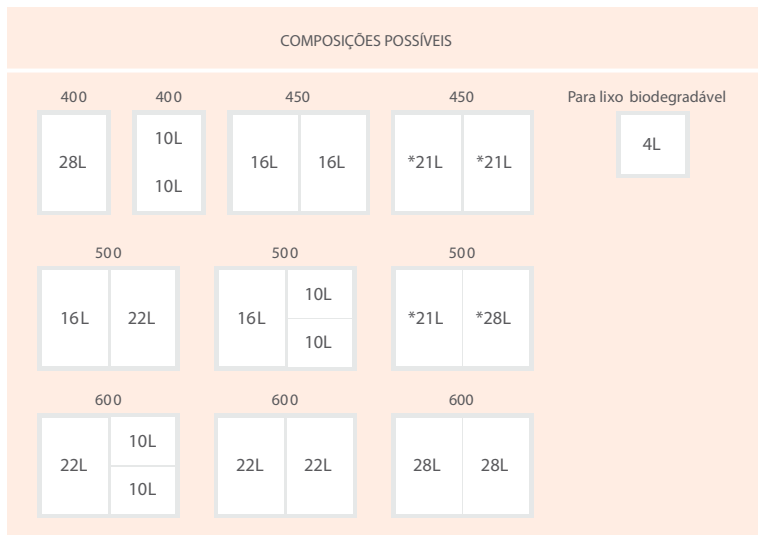 COMPOSIÇÕES POSSÍVEIS
400 400 450 450 Para lixo biodegradável
28L 10L 16L 16L *21L *21L 4L
10L
500 500 500
16L 22L 16L 10L *21L *28L
10L
600 600 600
22L 10L 22L 22L 28L 28L
10L